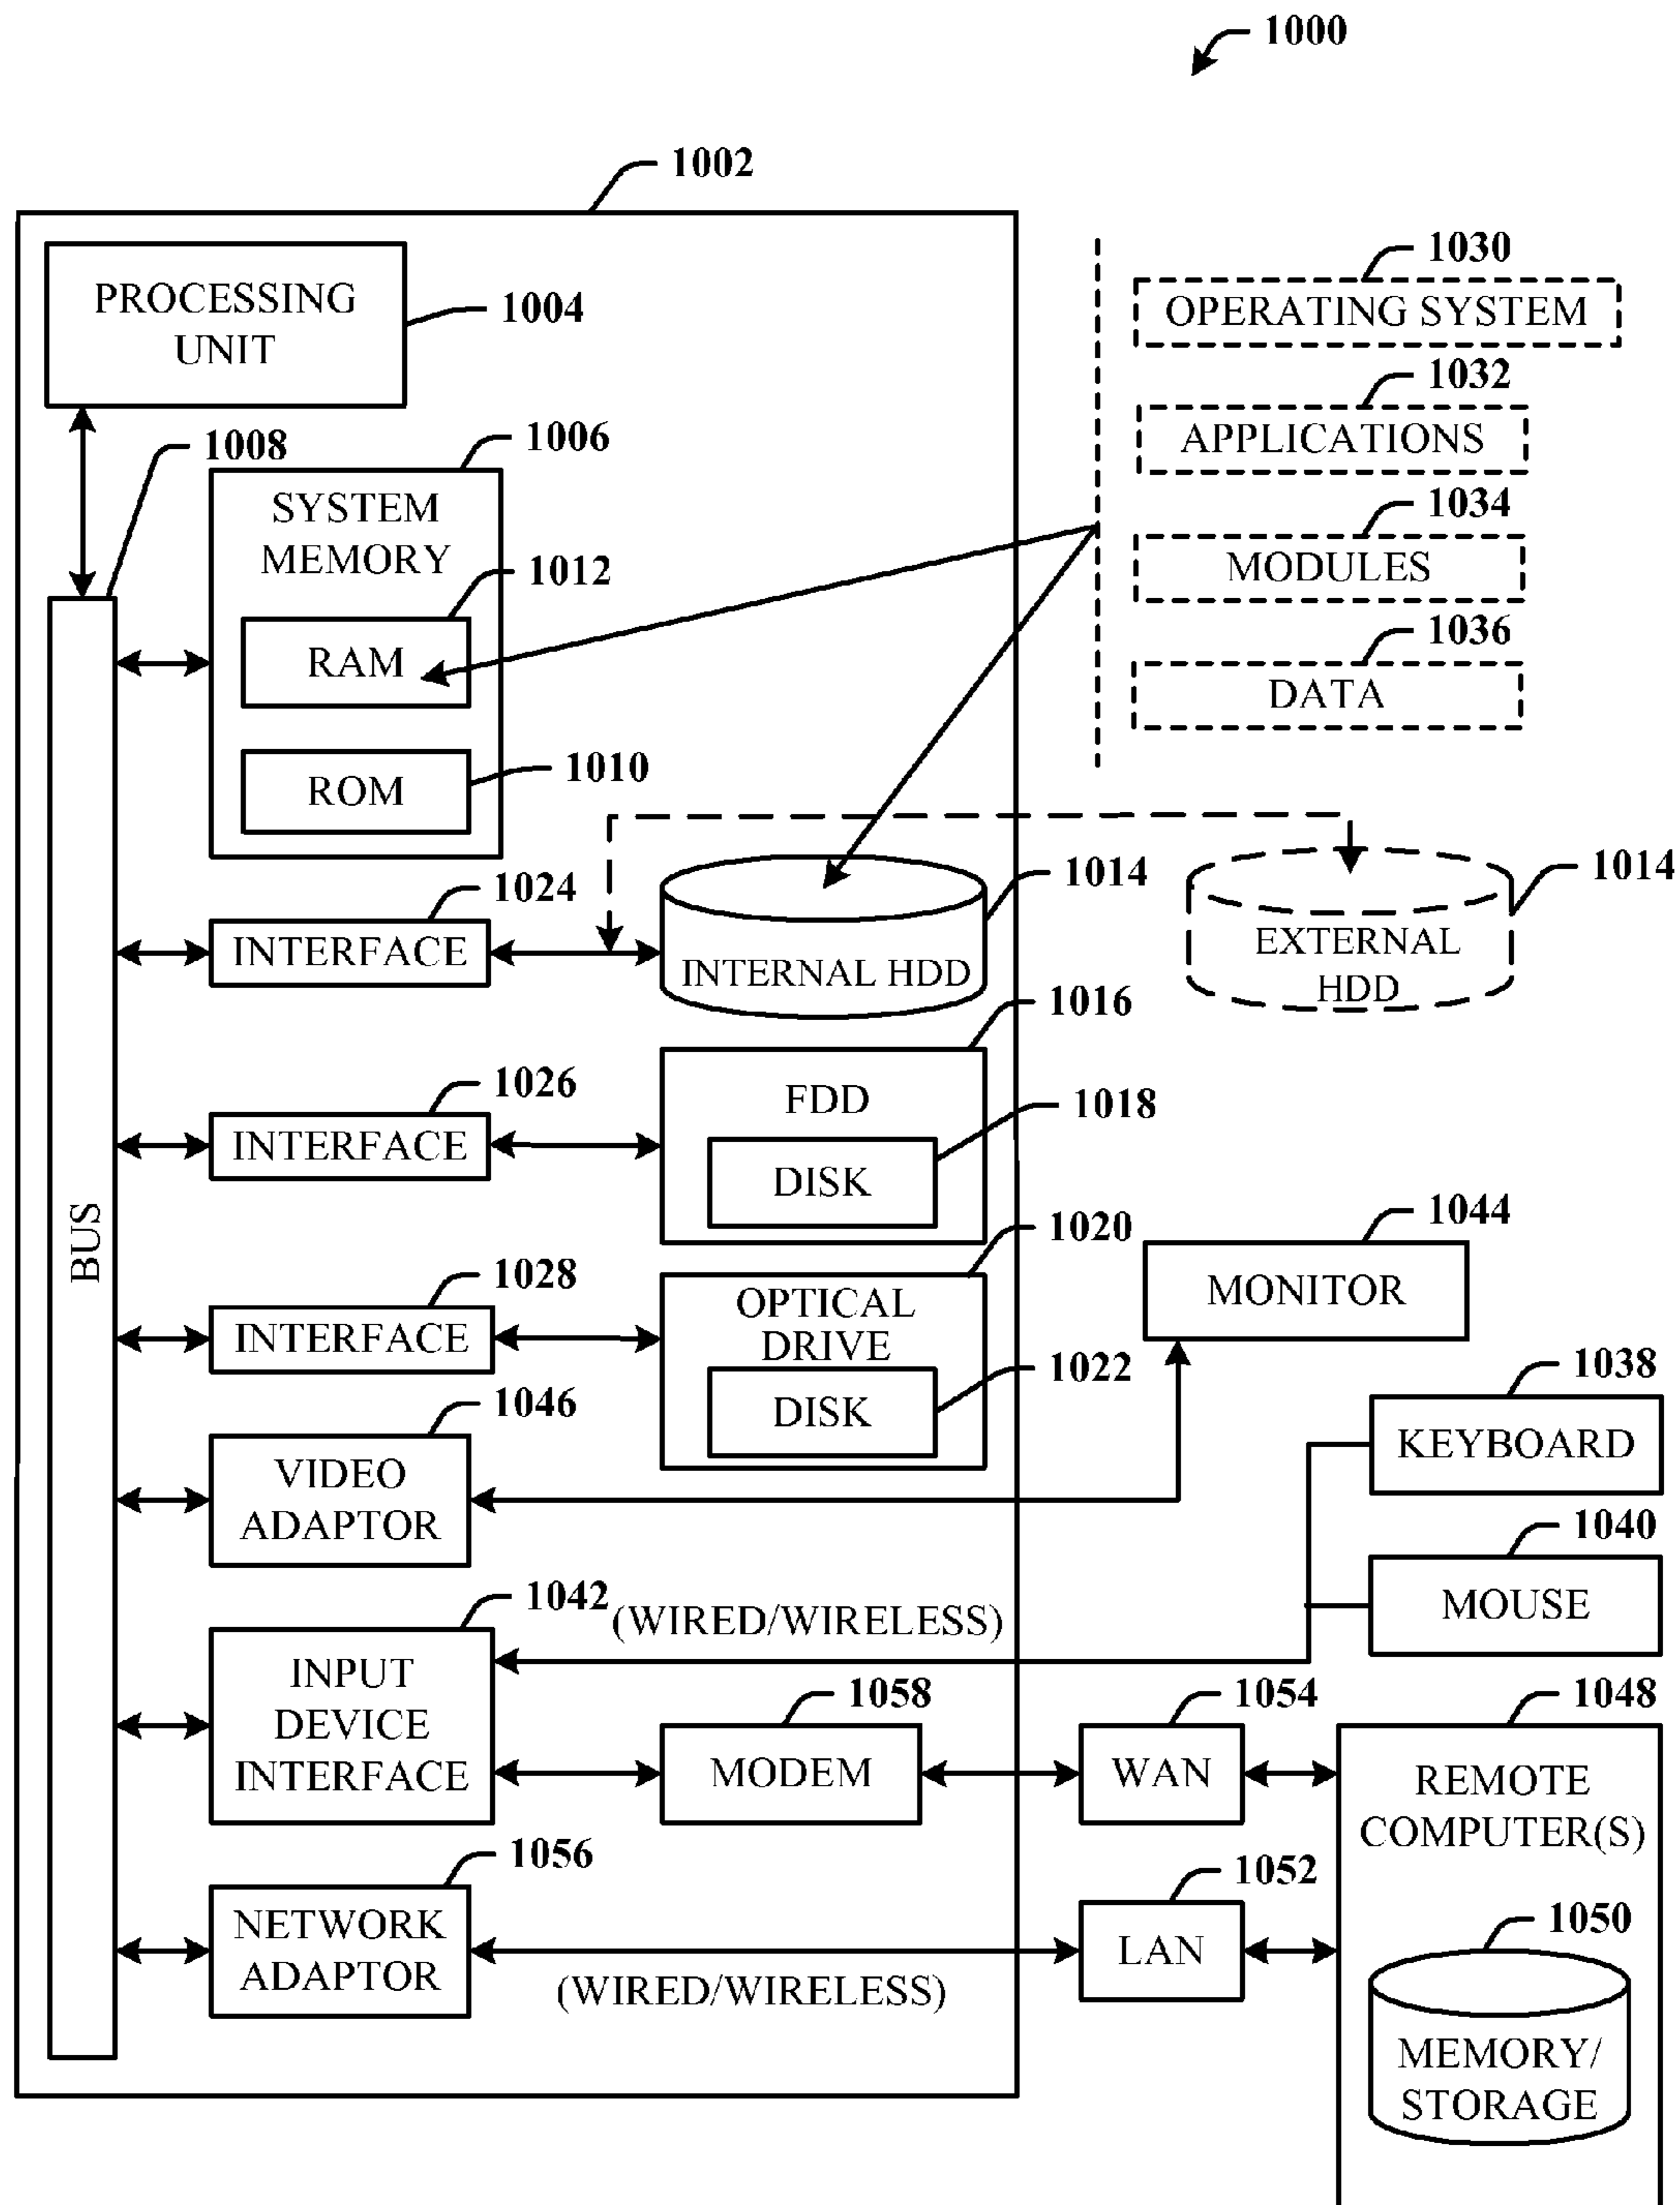 1000
1002
PROCESSING
UNIT
1004
1030
OPERATING SYSTEM
1032
APPLICATIONS
1034
MODULES
1036
DATA
1008
1006
SYSTEM
MEMORY
1012
RAM
1010
ROM
1024
INTERFACE
1014
INTERNAL HDD
1014
EXTERNAL
HDD
1016
FDD
1018
DISK
1026
INTERFACE
BUS
1020
OPTICAL
DRIVE
1022
DISK
1028
INTERFACE
1044
MONITOR
1046
VIDEO
ADAPTOR
1038
KEYBOARD
1040
MOUSE
1042
(WIRED/WIRELESS)
INPUT
DEVICE
INTERFACE
1058
MODEM
1054
WAN
1048
REMOTE
COMPUTER(S)
1056
NETWORK
ADAPTOR
(WIRED/WIRELESS)
1052
LAN
1050
MEMORY/
STORAGE